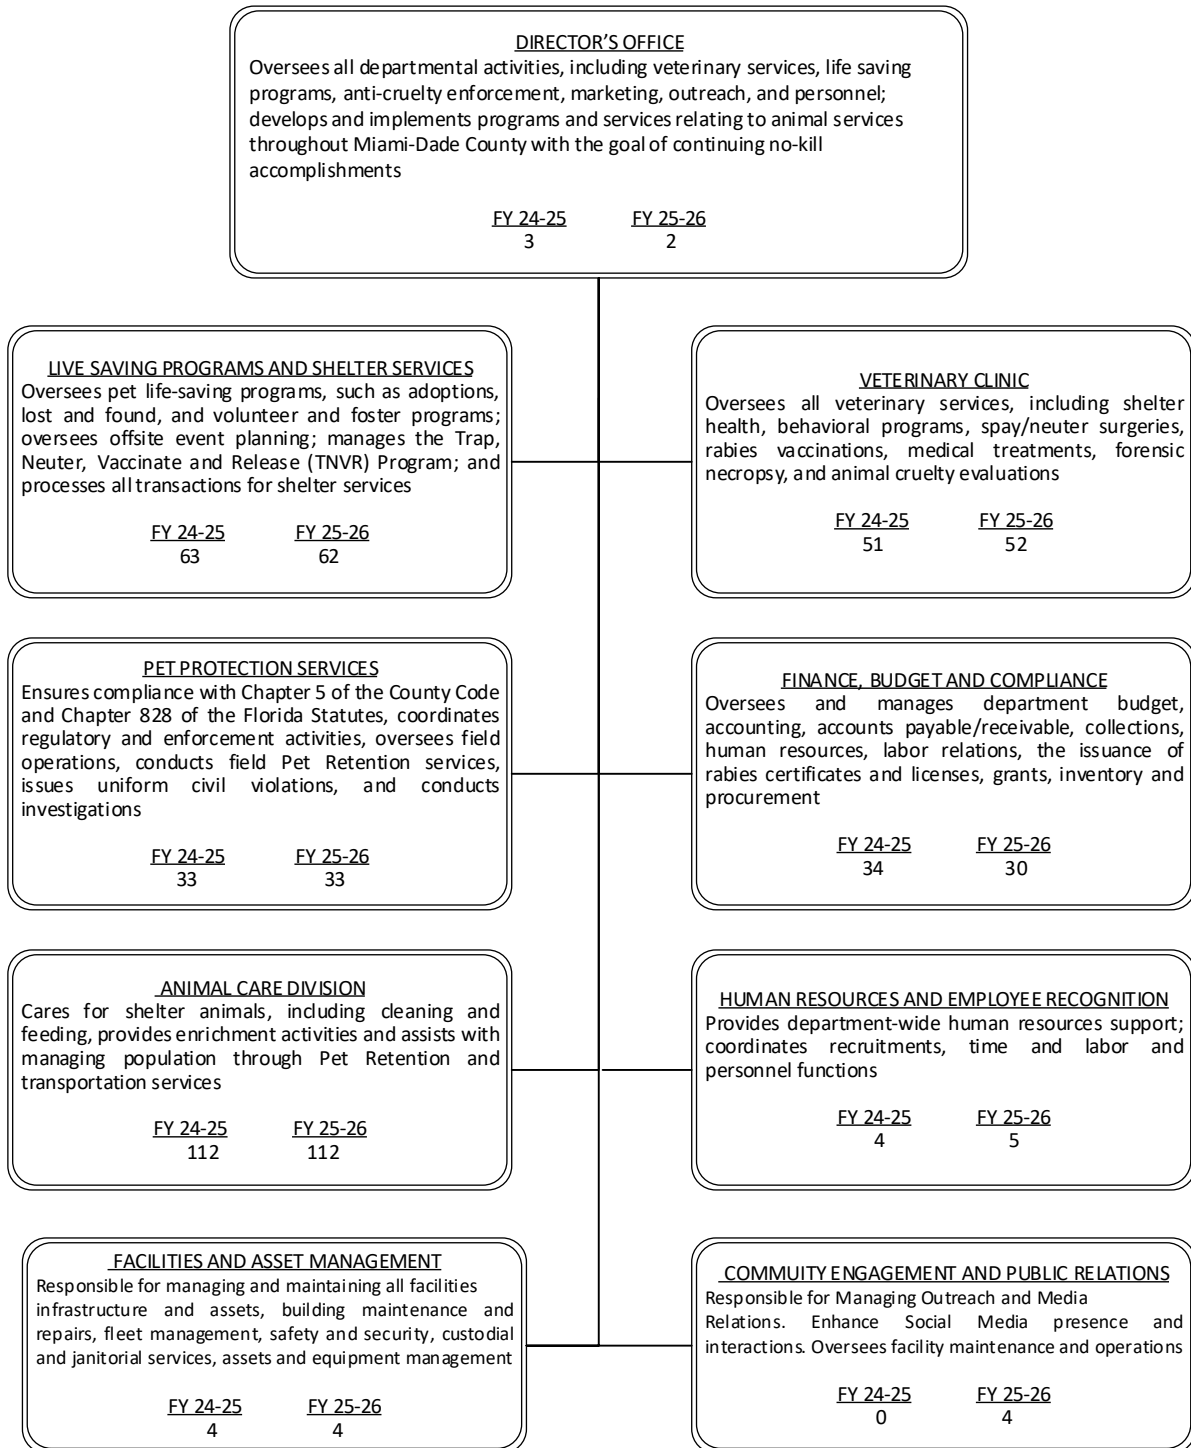 DIRECTOR'S OFFICE
Oversees all departmental activities, including veterinary services, life saving
programs, anti-cruelty enforcement, marketing, outreach, and personnel;
develops and implements programs and services relating to animal services
throughout Miami-Dade County with the goal of continuing no-kill
accomplishments
FY 24-25 FY 25-26
3 2
LIVE SAVING PROGRAMS AND SHELTER SERVICES
Oversees pet life-saving programs, such as adoptions,
lost and found, and volunteer and foster programs;
oversees offsite event planning; manages the Trap,
Neuter, Vaccinate and Release (TNVR) Program; and
processes all transactions for shelter services
FY 24-25 FY 25-26
63 62
VETERINARY CLINIC
Oversees all veterinary services, including shelter
health, behavioral programs, spay/neuter surgeries,
rabies vaccinations, medical treatments, forensic
necropsy, and animal cruelty evaluations
FY 24-25 FY 25-26
51 52
PET PROTECTION SERVICES
Ensures compliance with Chapter 5 of the County Code
and Chapter 828 of the Florida Statutes, coordinates
regulatory and enforcement activities, oversees field
operations, conducts field Pet Retention services,
issues uniform civil violations, and conducts
investigations
FY 24-25 FY 25-26
33 33
FINANCE, BUDGET AND COMPLIANCE
Oversees and manages department budget,
accounting, accounts payable/receivable, collections,
human resources, labor relations, the issuance of
rabies certificates and licenses, grants, inventory and
procurement
FY 24-25 FY 25-26
34 30
ANIMAL CARE DIVISION
Cares for shelter animals, including cleaning and
feeding, provides enrichment activities and assists with
managing population through Pet Retention and
transportation services
FY 24-25 FY 25-26
112 112
HUMAN RESOURCES AND EMPLOYEE RECOGNITION
Provides department-wide human resources support;
coordinates recruitments, time and labor and
personnel functions
FY 24-25 FY 25-26
4 5
FACILITIES AND ASSET MANAGEMENT
Responsible for managing and maintaining all facilities
infrastructure and assets, building maintenance and
repairs, fleet management, safety and security, custodial
and janitorial services, assets and equipment management
FY 24-25 FY 25-26
4 4
COMMUITY ENGAGEMENT AND PUBLIC RELATIONS
Responsible for Managing Outreach and Media
Relations. Enhance Social Media presence and
interactions. Oversees facility maintenance and operations
FY 24-25 FY 25-26
0 4